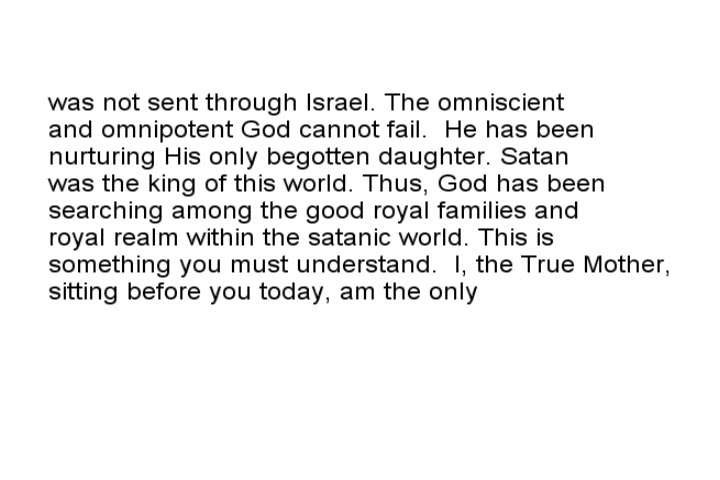 was not sent through Israel. The omniscient
and omnipotent God cannot fail.  He has been
nurturing His only begotten daughter. Satan
was the king of this world. Thus, God has been
searching among the good royal families and
royal realm within the satanic world. This is
something you must understand.  I, the True Mother,
sitting before you today, am the only